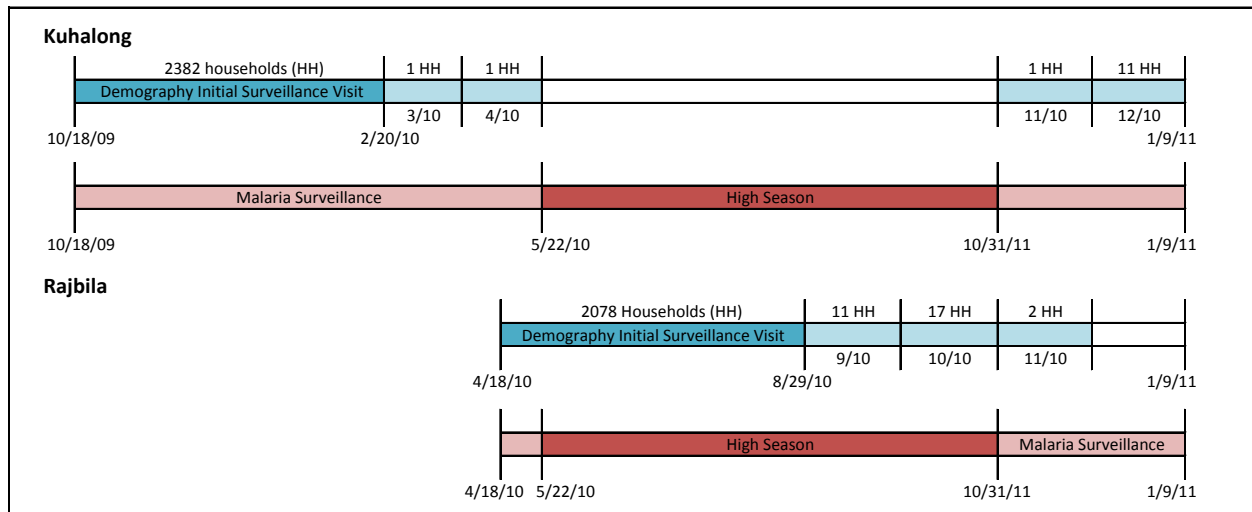 Kuhalong
2382 households (HH) 1 HH 1 HH 1 HH 11 HH
Demography Initial Surveillance Visit
3/10 4/10 11/10 12/10
10/18/09 2/20/10 1/9/11
Malaria Surveillance High Season
10/18/09 5/22/10 10/31/11 1/9/11
Rajbila
2078 Households (HH) 11 HH 17 HH 2 HH
Demography Initial Surveillance Visit
9/10 10/10 11/10
4/18/10 8/29/10 1/9/11
High Season Malaria Surveillance
4/18/10 5/22/10 10/31/11 1/9/11